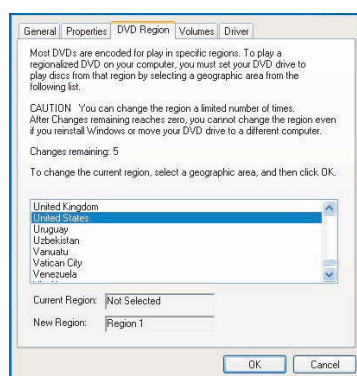 General Properties DVD Region Volumes Driver
Most DVDs are encoded for play in specific regions. To play a
regionalized DVD on your computer, you must set your DVD drive to
play discs from that region by selecting a geographic area from the
following list.
CAUTION   You can change the region a limited number of times.
After Changes remaining reaches zero, you cannot change the region even
if you reinstall Windows or move your DVD drive to a different computer.
Changes remaining: 5
To change the current region, select a geographic area, and then click OK.
United Kingdom
United States
Uruguay
Uzbekistan
Vanuatu
Vatican City
Venezuela
Current Region: Not Selected
New Region: Region 1
OK Cancel